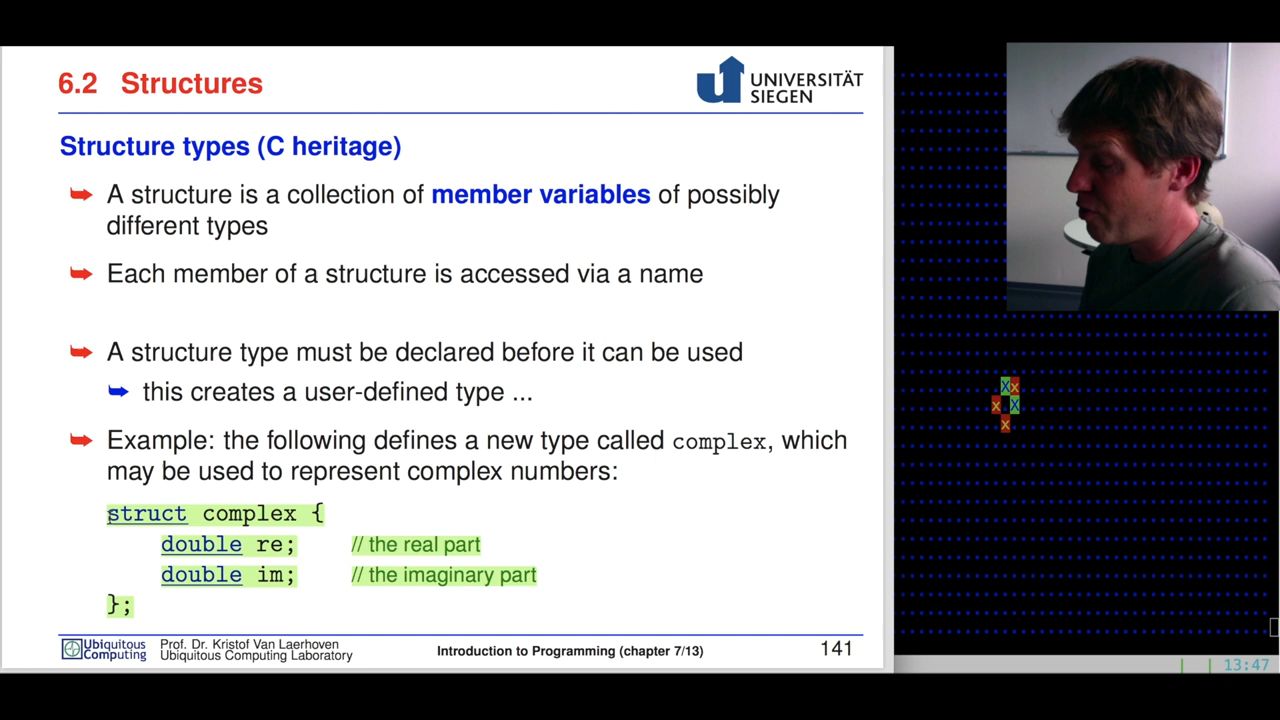 6.2 Structures
UNIVERSITÄT
SIEGEN
Structure types (C heritage)
A structure is a collection of member variables of possibly
different types
Each member of a structure is accessed via a name
A structure type must be declared before it can be used
this creates a user-defined type ...
Example: the following defines a new type called complex, which
may be used to represent complex numbers:
struct complex {
double re; // the real part
double im; // the imaginary part
};
Ubiquitous
Computing
Prof. Dr. Kristof Van Laerhoven
Ubiquitous Computing Laboratory
Introduction to Programming (chapter 7/13)
141
X x
x X
x
13:47